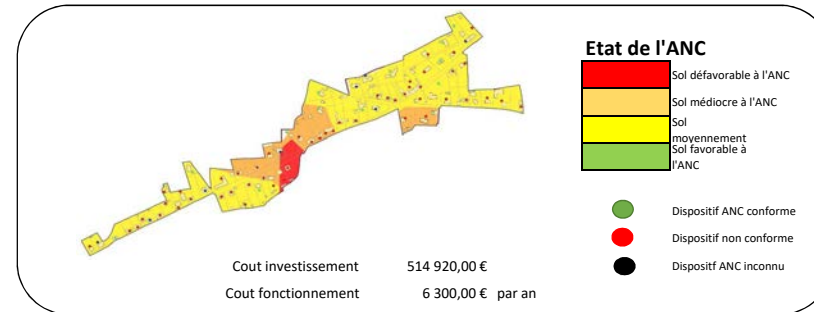 Etat de l'ANC
Sol défavorable à l'ANC
Sol médiocre à l'ANC
Sol
moyennement
Sol favorable à
l'ANC
Dispositif ANC conforme
Dispositif non conforme
Dispositf ANC inconnu
Cout investissement 514 920,00 €
Cout fonctionnement 6 300,00 € par an